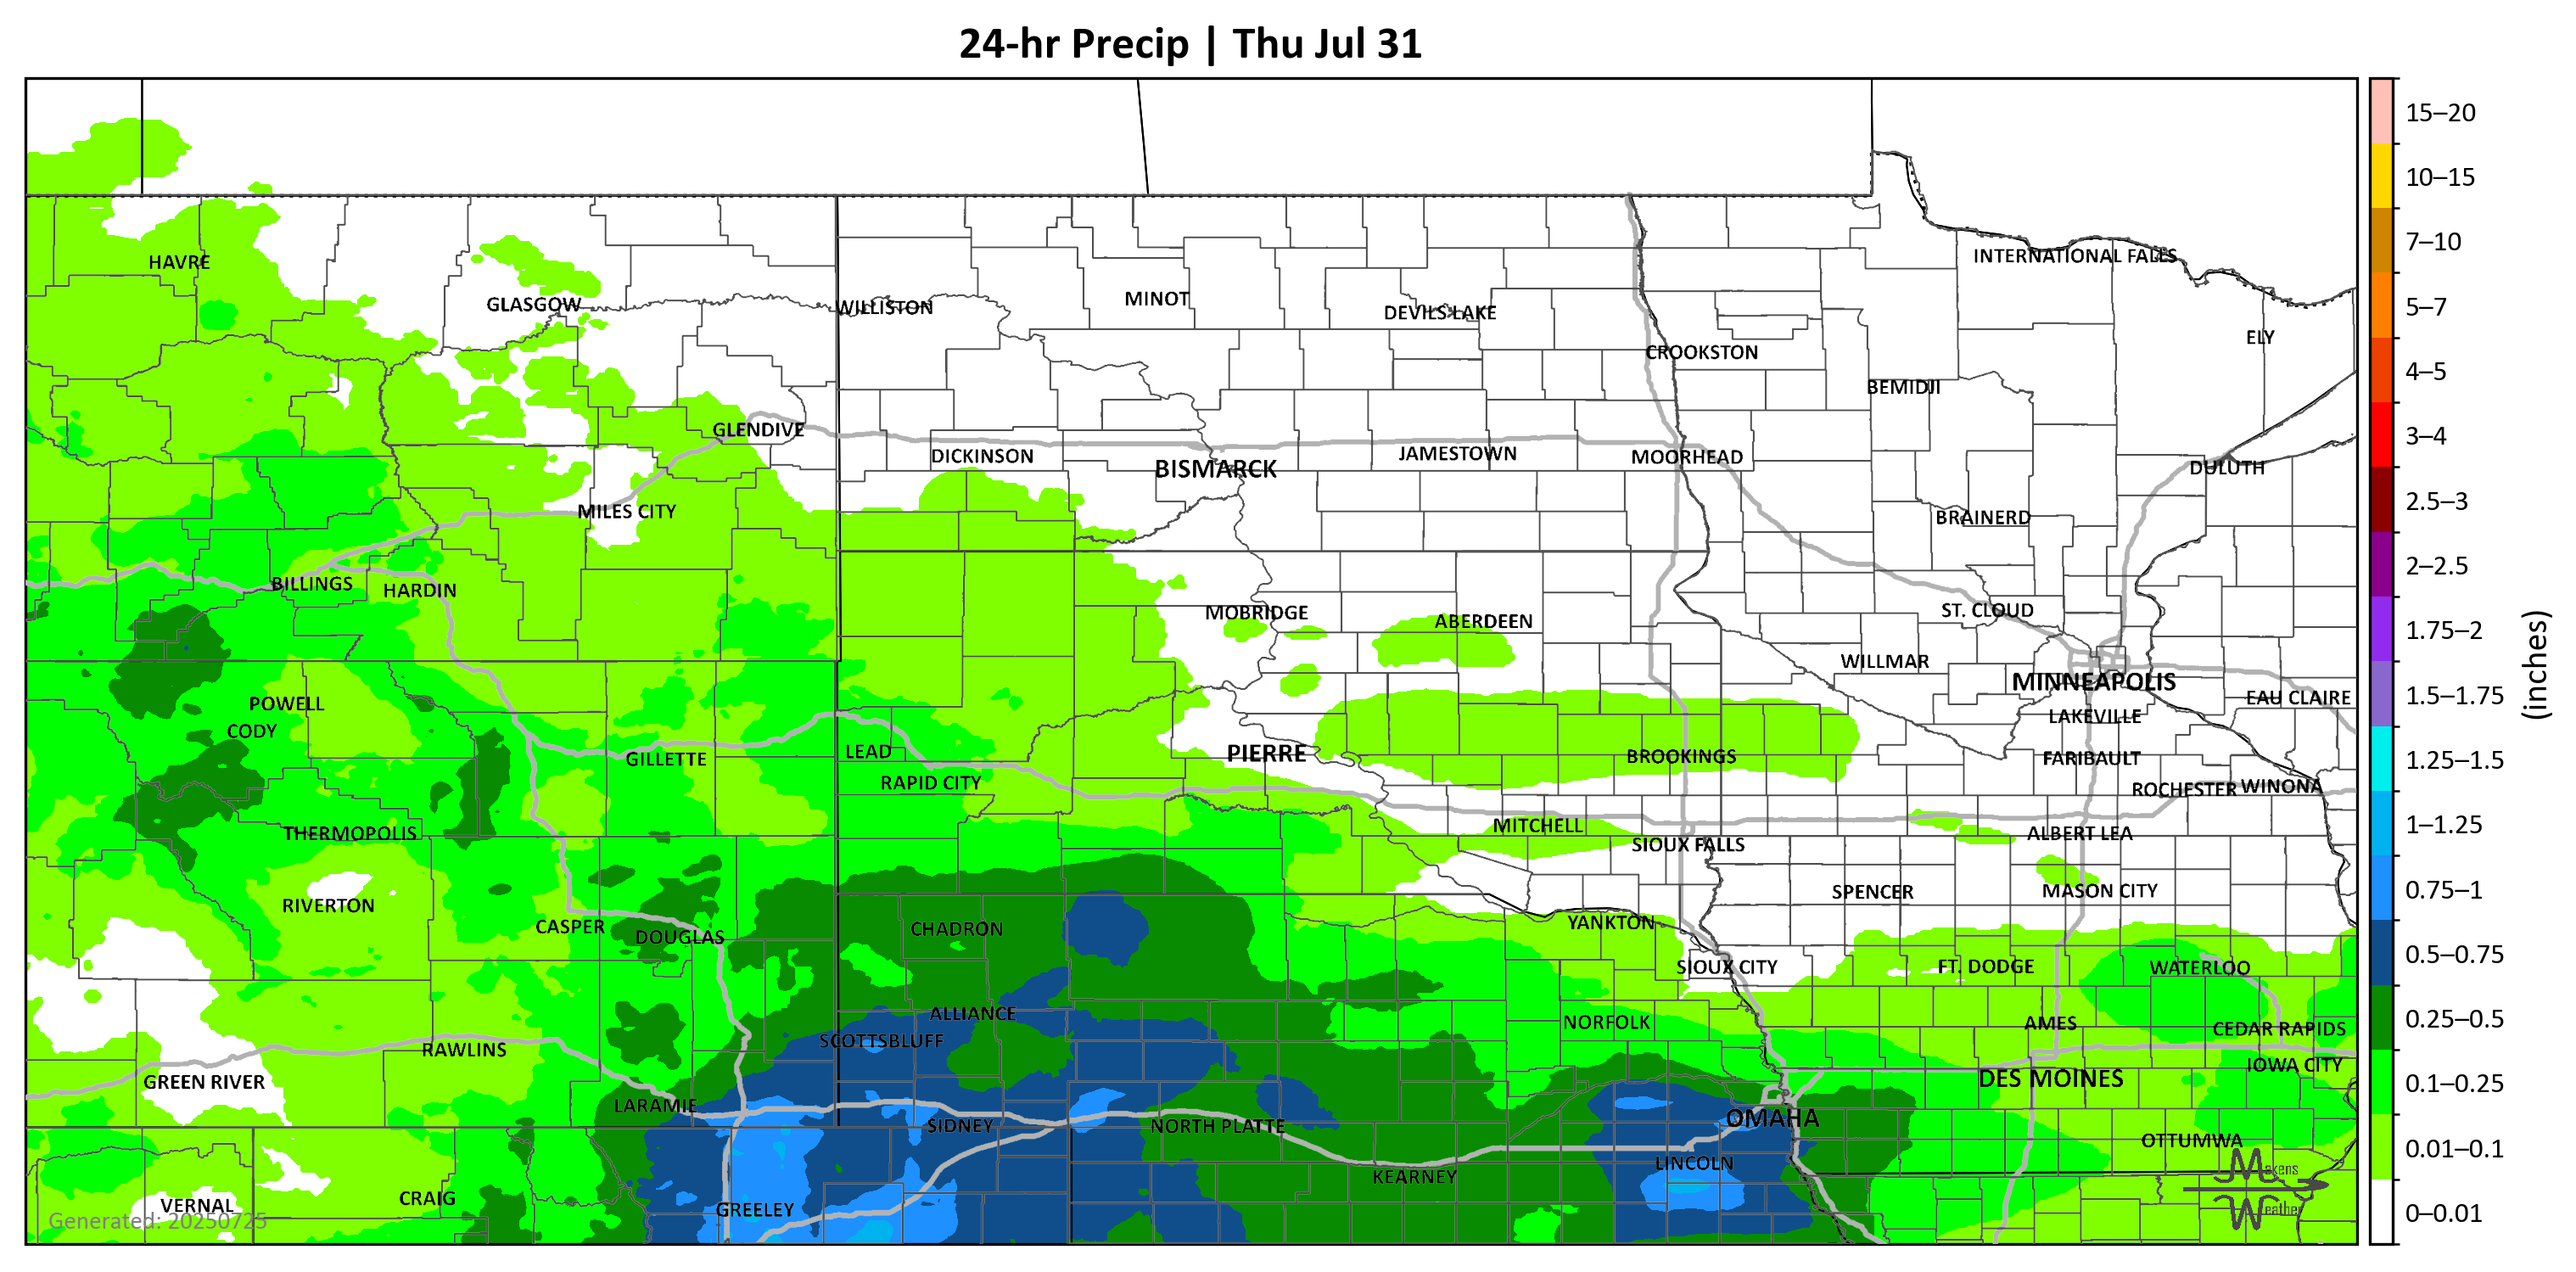 24-hr Precip | Thu Jul 31
15–20
10–15
7–10
5–7
4–5
3–4
2.5–3
2–2.5
1.75–2
1.5–1.75
1.25–1.5
1–1.25
0.75–1
0.5–0.75
0.25–0.5
0.1–0.25
0.01–0.1
0–0.01
(inches)
HAVRE
INTERNATIONAL FALLS
GLASGOW
WILLISTON
MINOT
DEVILS LAKE
ELY
CROOKSTON
BEMIDJI
GLENDIVE
DICKINSON
BISMARCK
JAMESTOWN
MOORHEAD
DULUTH
MILES CITY
BRAINERD
BILLINGS
HARDIN
MOBRIDGE
ABERDEEN
ST. CLOUD
WILLMAR
MINNEAPOLIS
EAU CLAIRE
POWELL
CODY
LAKEVILLE
GILLETTE
LEAD
PIERRE
BROOKINGS
FARIBAULT
RAPID CITY
ROCHESTER
WINONA
THERMOPOLIS
MITCHELL
ALBERT LEA
SIOUX FALLS
RIVERTON
SPENCER
MASON CITY
CASPER
DOUGLAS
CHADRON
YANKTON
SIOUX CITY
FT. DODGE
WATERLOO
ALLIANCE
NORFOLK
AMES
CEDAR RAPIDS
SCOTTSBLUFF
RAWLINS
IOWA CITY
GREEN RIVER
DES MOINES
LARAMIE
SIDNEY
NORTH PLATTE
OMAHA
OTTUMWA
LINCOLN
KEARNEY
VERNAL
CRAIG
GREELEY
Makens
Weather
Generated: 20250725